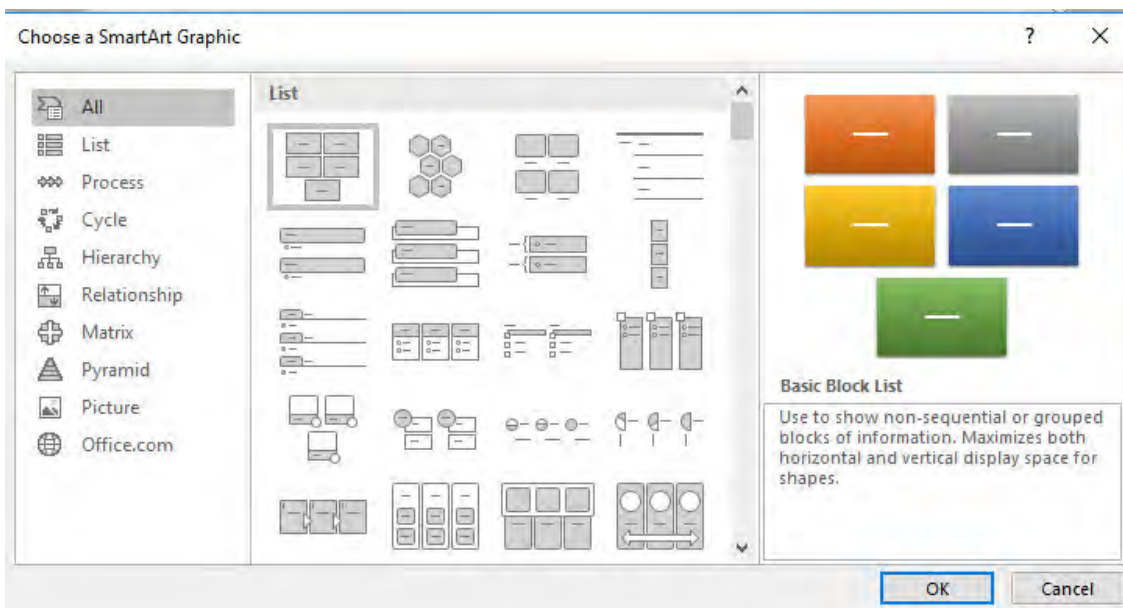 Choose a SmartArt Graphic
?
All
List
Process
Cycle
Hierarchy
Relationship
Matrix
Pyramid
Picture
Office.com
List
Basic Block List
Use to show non-sequential or grouped
blocks of information. Maximizes both
horizontal and vertical display space for
shapes.
OK
Cancel